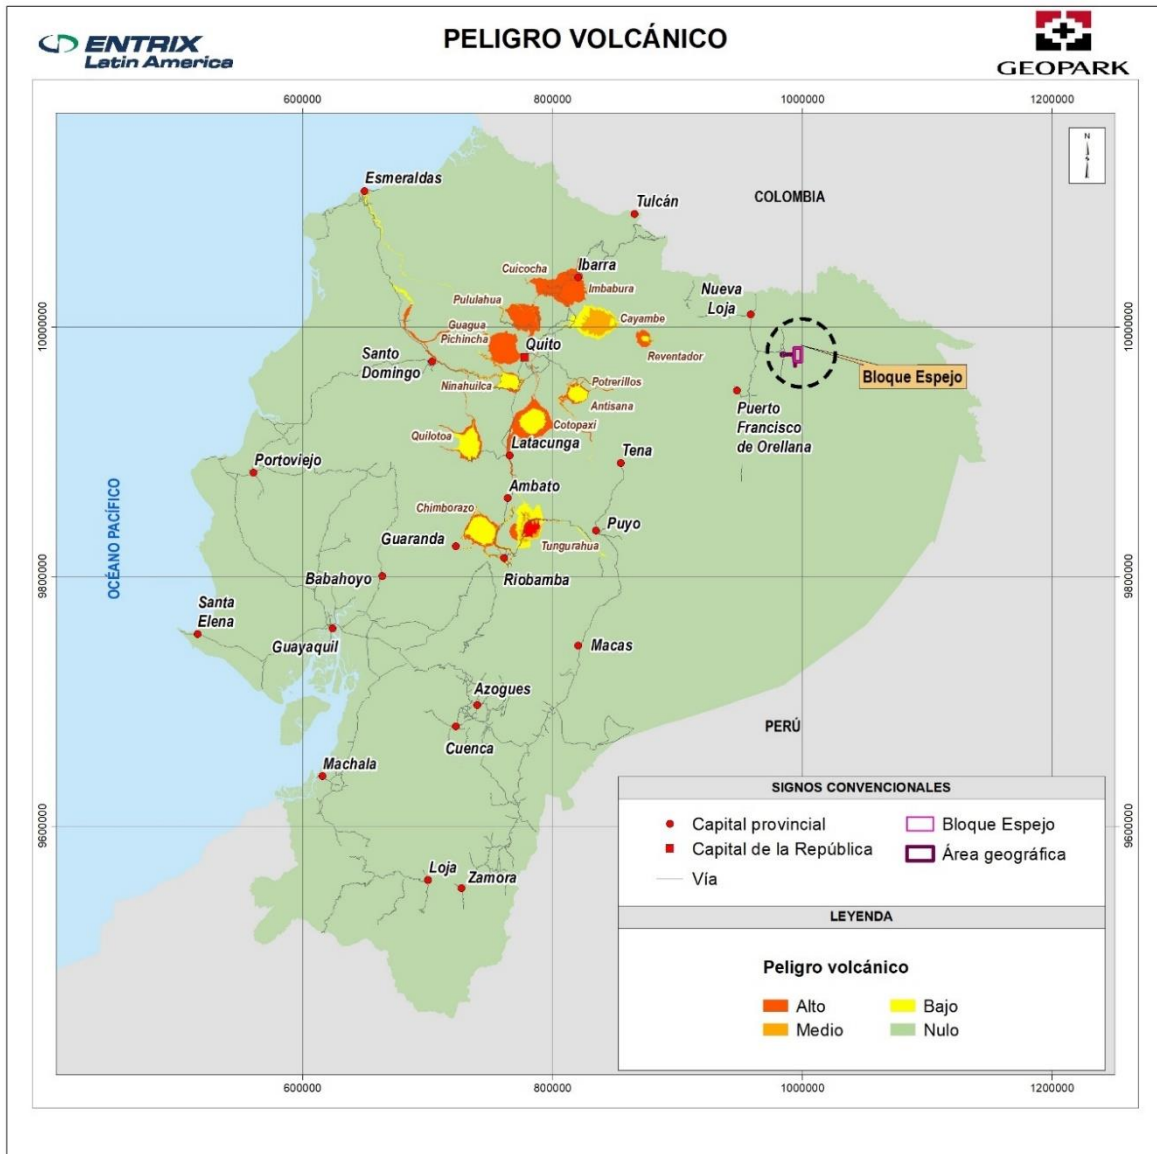 ENTRIX
Latin America
PELIGRO VOLCÁNICO
GEOPARK
600000
800000
1000000
1200000
N
Esmeraldas
Tulcán
COLOMBIA
Cuicocha
Ibarra
Imbabura
Pululahua
Nueva
Loja
Cayambe
10000000
10000000
Guagua
Pichincha
Quito
Reventador
Santo
Domingo
Bloque Espejo
Ninahuilca
Potrerillos
Antisana
Puerto
Francisco
de Orellana
Cotopaxi
Quilotoa
Latacunga
Tena
Portoviejo
Ambato
OCÉANO PACÍFICO
Chimborazo
Puyo
Guaranda
Tungurahua
Babahoyo
Riobamba
9800000
9800000
Santa
Elena
Guayaquil
Macas
Azogues
Cuenca
PERÚ
Machala
SIGNOS CONVENCIONALES
Capital provincial
Bloque Espejo
Capital de la República
Área geográfica
Vía
9600000
9600000
Loja
Zamora
LEYENDA
Peligro volcánico
Alto
Bajo
Medio
Nulo
600000
800000
1000000
1200000